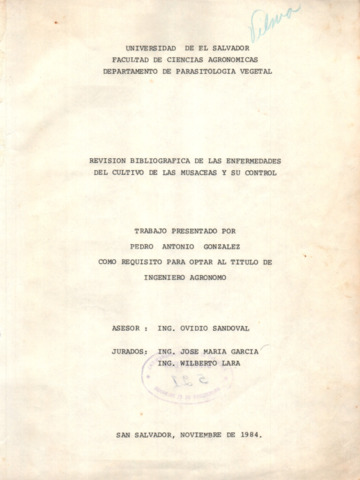 Velma
UNIVERSIDAD DE EL SALVADOR
FACULTAD DE CIENCIAS AGRONOMICAS
DEPARTAMENTO DE PARASITOLOGIA VEGETAL
REVISION BIBLIOGRAFICA DE LAS ENFERMEDADES
DEL CULTIVO DE LAS MUSACEAS Y SU CONTROL
TRABAJO PRESENTADO POR
PEDRO ANTONIO GONZALEZ
COMO REQUISITO PARA OPTAR AL TITULO DE
INGENIERO AGRONOMO
ASESOR : ING. OVIDIO SANDOVAL
JURADOS: ING. JOSE MARIA GARCIA
ING. WILBERTO LARA
SAN SALVADOR, NOVIEMBRE DE 1984.